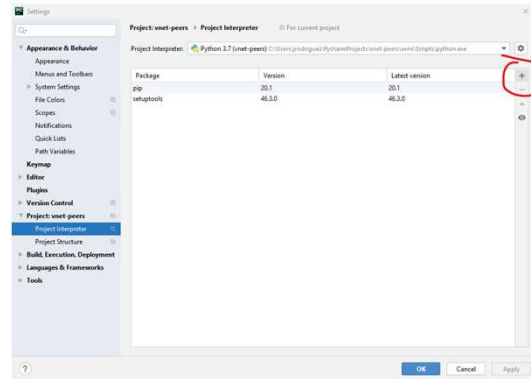 Settings
Project: vnet-peers › Project Interpreter For current project
Appearance & Behavior
Appearance
Menus and Toolbars
System Settings
File Colors
Scopes
Notifications
Quick Lists
Path Variables
Keymap
Editor
Plugins
Version Control
Project: vnet-peers
Project Interpreter
Project Structure
Build, Execution, Deployment
Languages & Frameworks
Tools
Project Interpreter: Python 3.7 (vnet-peers)
Package Version Latest version
pip 20.1 20.1
setuptools 46.3.0 46.3.0
? OK Cancel Apply